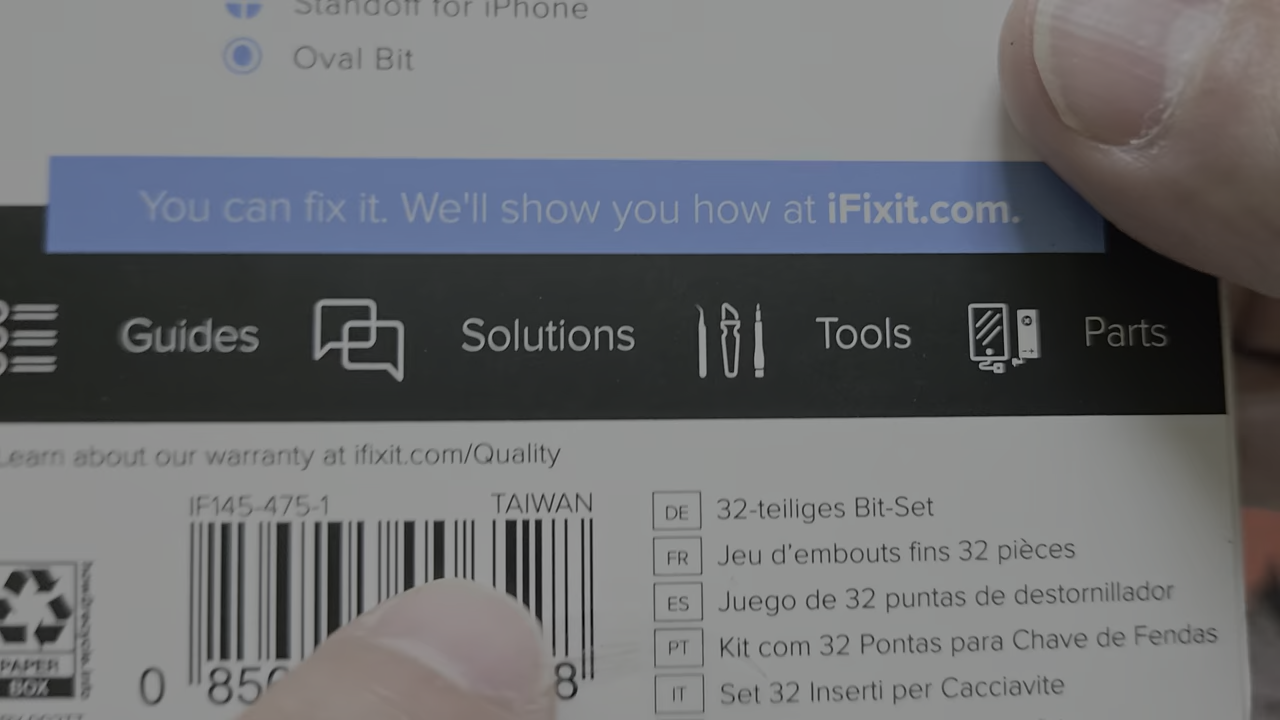 Standoff for iPhone
Oval Bit
You can fix it. We'll show you how at iFixit.com.
Guides Solutions Tools Parts
Learn about our warranty at ifixit.com/Quality
IF145-475-1 TAIWAN
DE 32-teiliges Bit-Set
FR Jeu d'embouts fins 32 pièces
ES Juego de 32 puntas de destornillador
PT Kit com 32 Pontas para Chave de Fendas
IT Set 32 Inserti per Cacciavite
how2recycle.info
PAPER
BOX
0 850 8